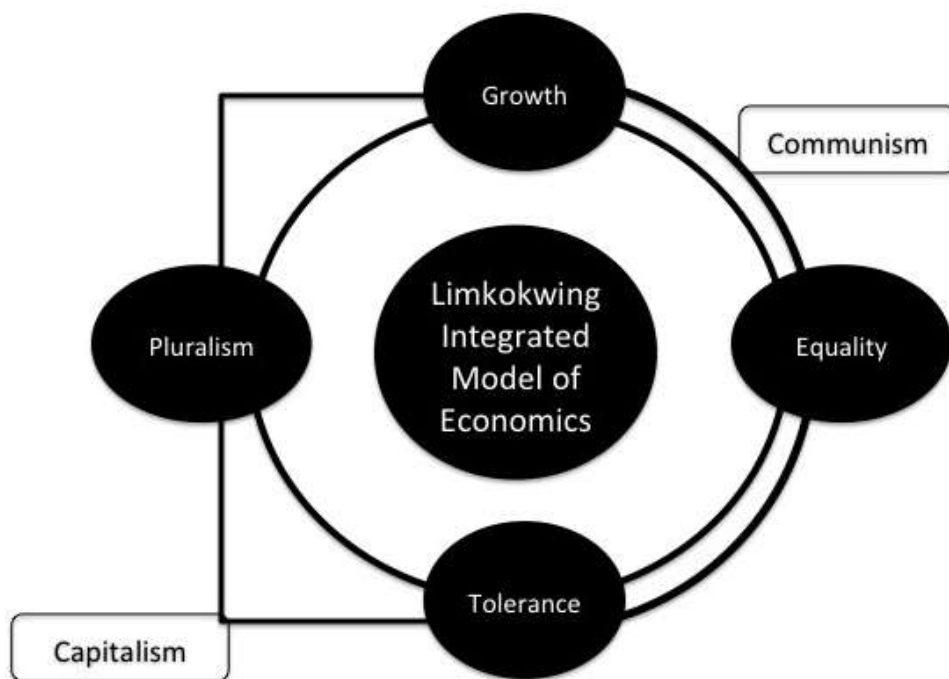 Growth
Communism
Limkokwing
Integrated
Model of
Economics
Pluralism
Equality
Tolerance
Capitalism